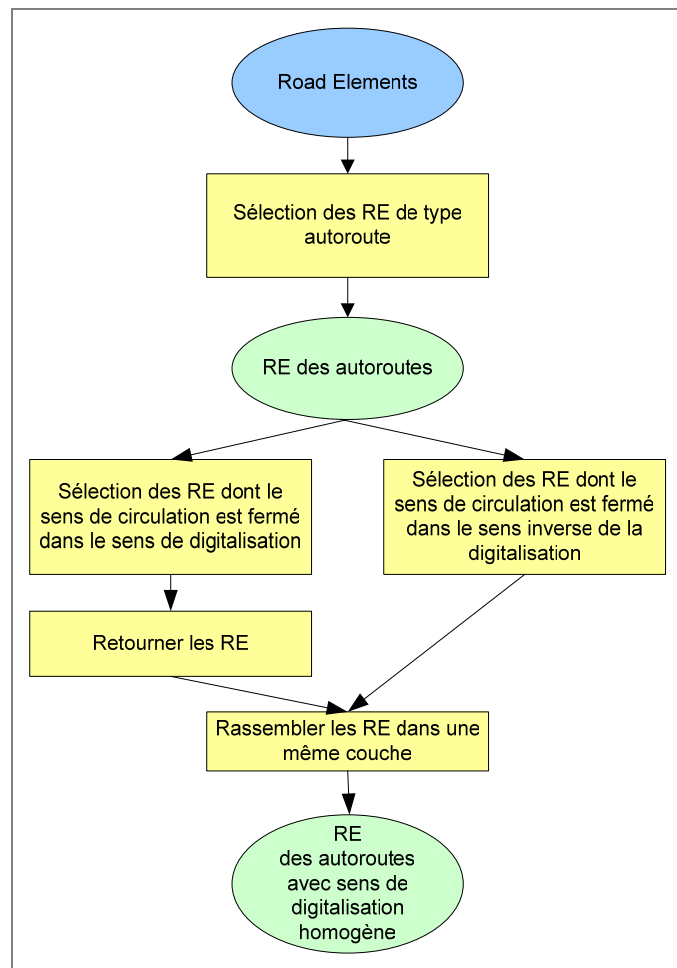 Road Elements
Sélection des RE de type
autoroute
RE des autoroutes
Sélection des RE dont le
sens de circulation est fermé
dans le sens de digitalisation
Sélection des RE dont le
sens de circulation est fermé
dans le sens inverse de la
digitalisation
Retourner les RE
Rassembler les RE dans une
même couche
RE
des autoroutes
avec sens de
digitalisation
homogène